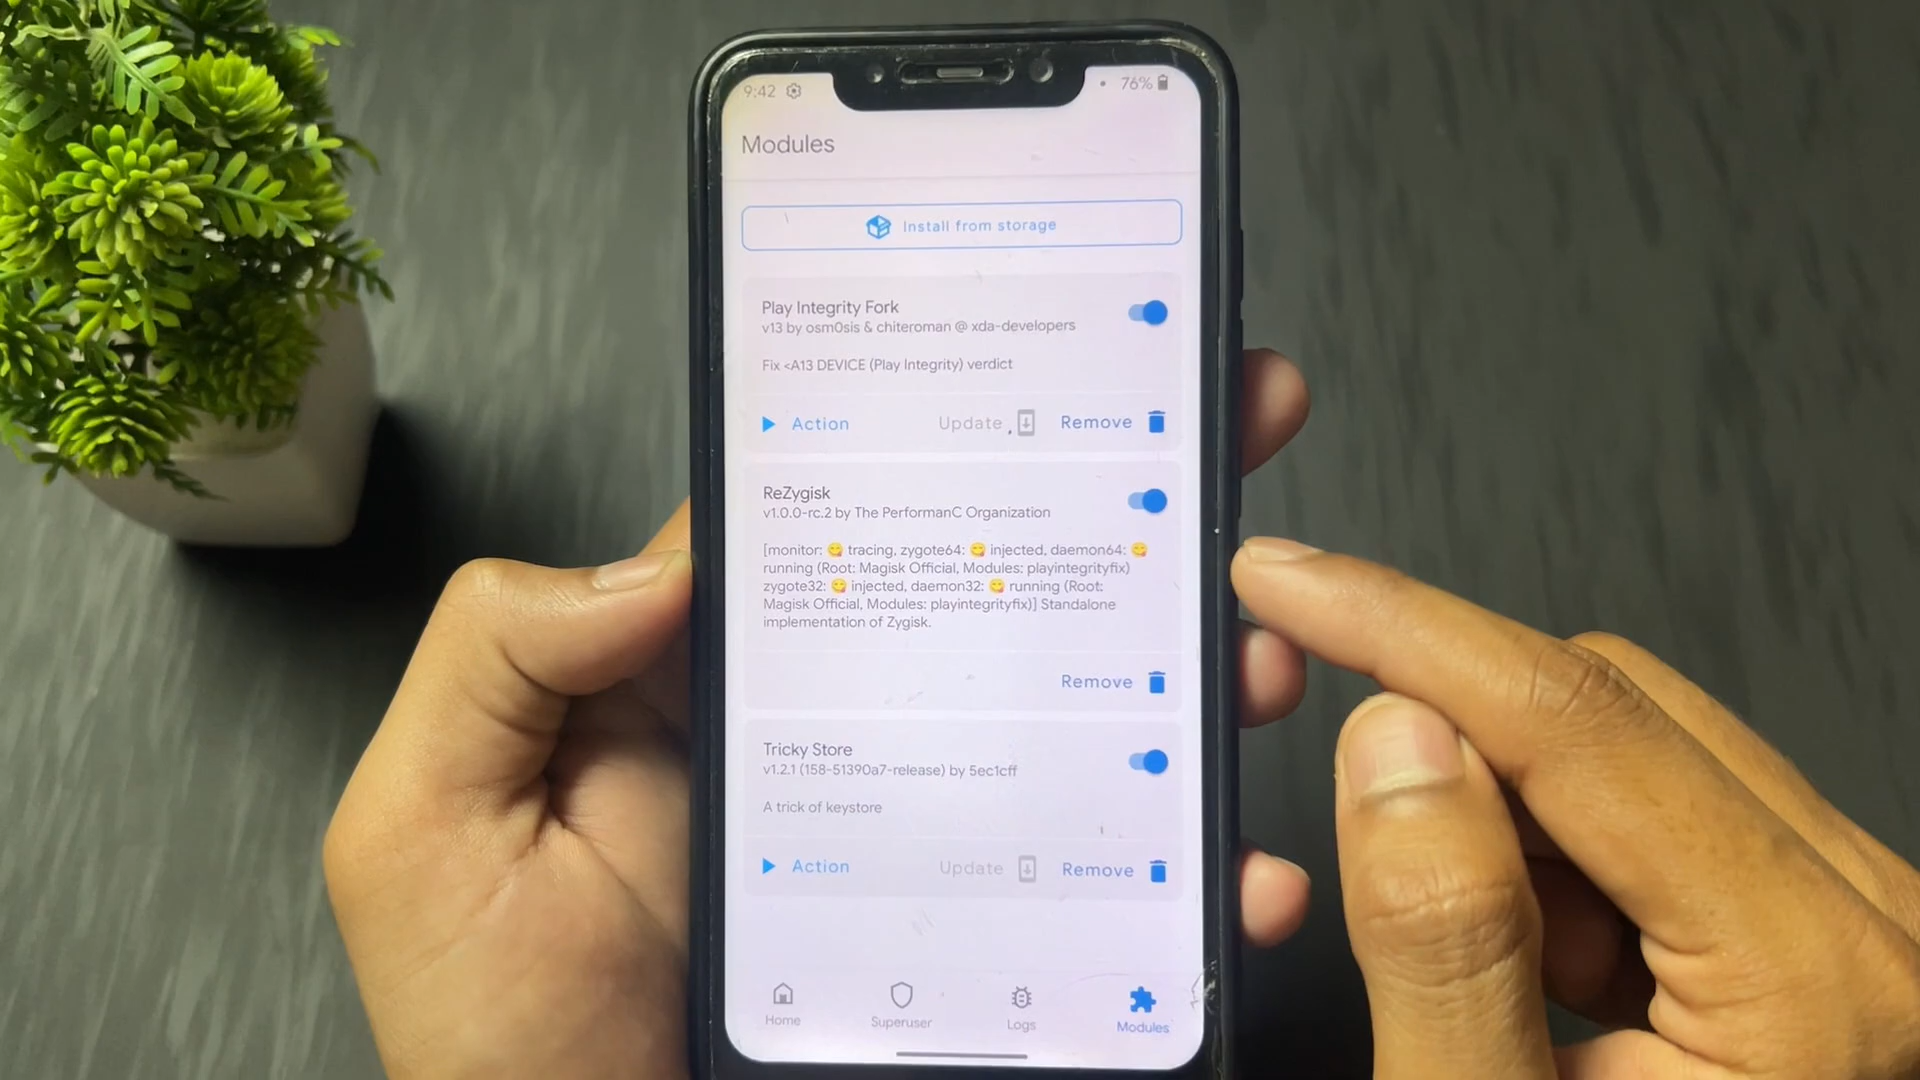 9:42
76%
Modules
Install from storage
Play Integrity Fork
v13 by osm0sis & chiteroman @ xda-developers
Fix <A13 DEVICE (Play Integrity) verdict
Action
Update
Remove
ReZygisk
v1.0.0-rc.2 by The PerformanC Organization
[monitor: 😋 tracing, zygote64: 😋 injected, daemon64: 😋
running (Root: Magisk Official, Modules: playintegrityfix)
zygote32: 😋 injected, daemon32: 😋 running (Root:
Magisk Official, Modules: playintegrityfix)] Standalone
implementation of Zygisk.
Remove
Tricky Store
v1.2.1 (158-51390a7-release) by 5ec1cff
A trick of keystore
Action
Update
Remove
Home
Superuser
Logs
Modules